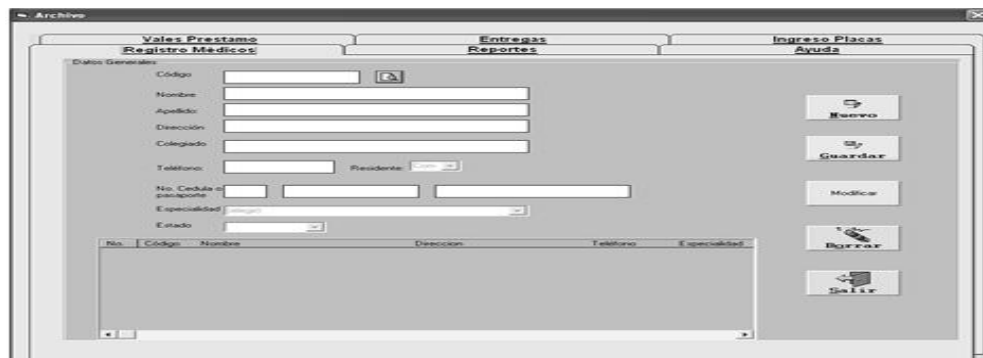 Archivo
Vales Prestamo Entregas Ingreso Placas
Registro Médicos Reportes Ayuda
Datos Generales
Código
Nombre
Apellido
Dirección
Colegiado
Teléfono: Residente:
No. Cedula o
pasaporte
Especialidad
Estado
No. Código Nombre Direccion Teléfono Especialidad
Nuevo
Guardar
Modificar
Borrar
Salir